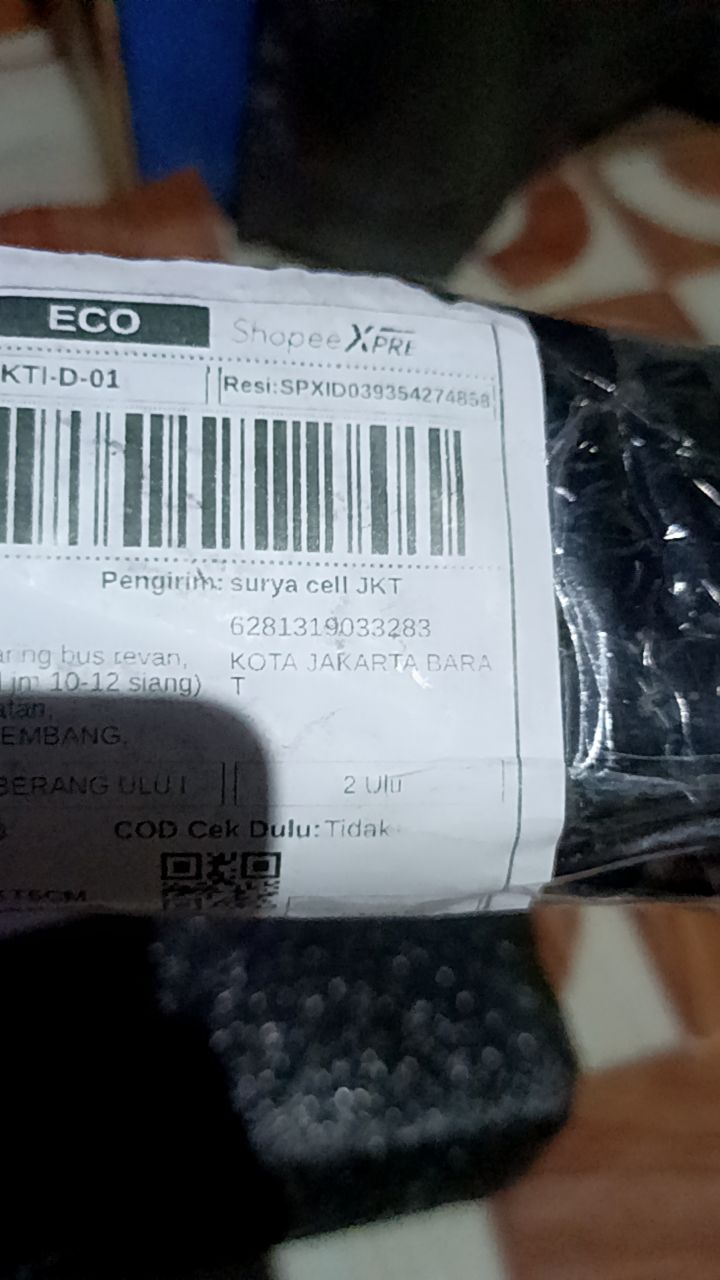 ECO
Shopee XPRE
KTI-D-01
Resi:SPXID039354274858
Pengirim: surya cell JKT
6281319033283
aring bus revan,
KOTA JAKARTA BARA
jm 10-12 siang)
T
atan,
EMBANG,
BERANG ULU I
2 Ulu
COD Cek Dulu:Tidak